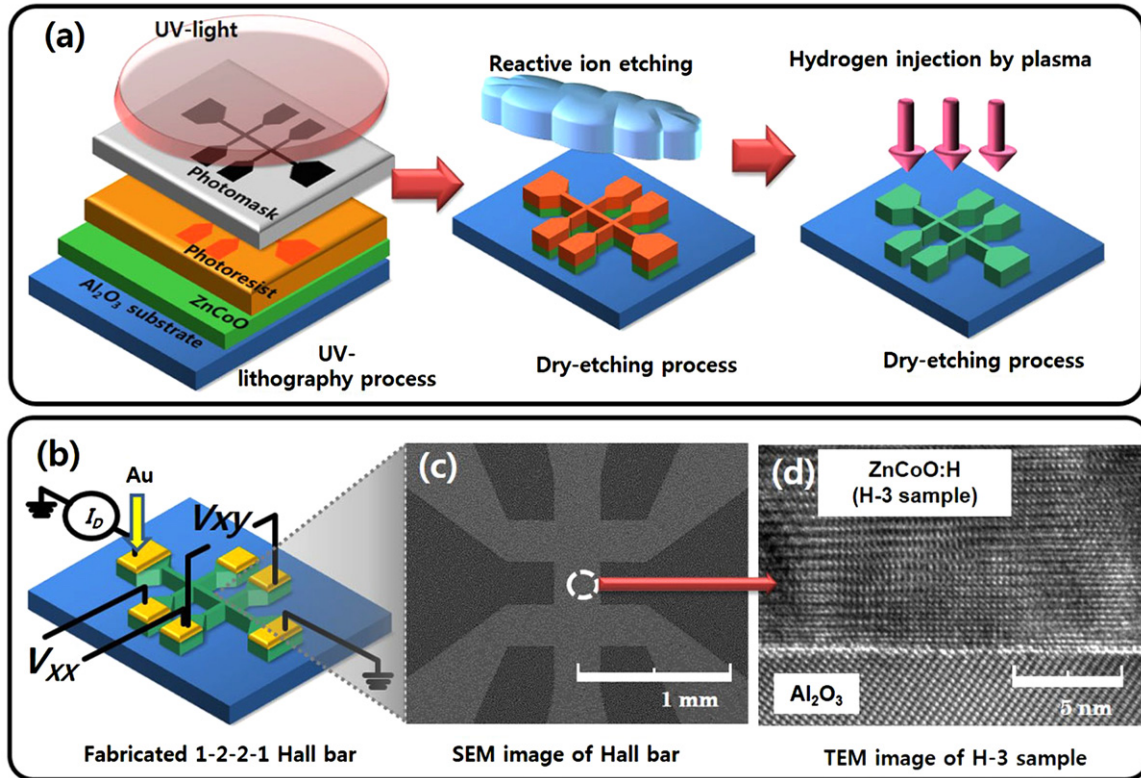 (a)
UV-light
Photomask
Photoresist
ZnCoO
Al₂O₃ substrate
UV-
lithography process
Reactive ion etching
Dry-etching process
Hydrogen injection by plasma
Dry-etching process
(b)
Au
I_D
Vxy
V_XX
Fabricated 1-2-2-1 Hall bar
(c)
1 mm
SEM image of Hall bar
(d)
ZnCoO:H
(H-3 sample)
Al₂O₃
5 nm
TEM image of H-3 sample